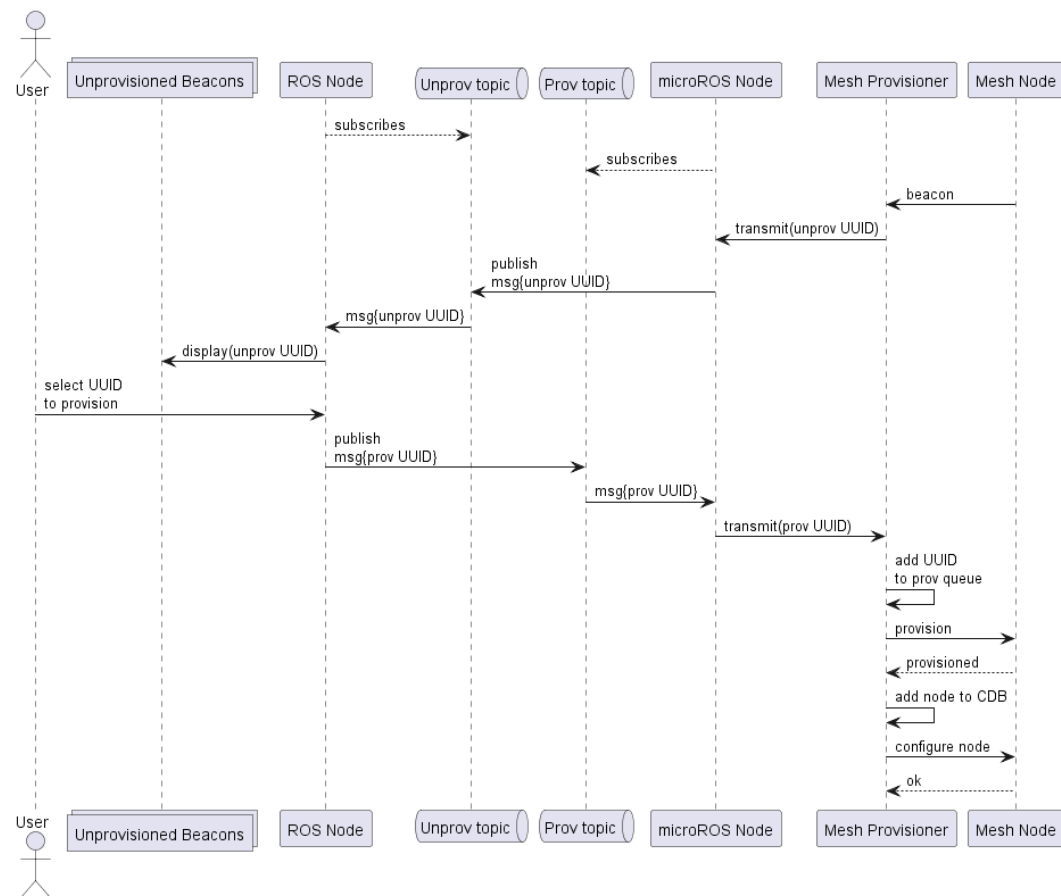 User
Unprovisioned Beacons
ROS Node
Unprov topic
Prov topic
microROS Node
Mesh Provisioner
Mesh Node
subscribes
subscribes
beacon
transmit(unprov UUID)
publish
msg{unprov UUID}
msg{unprov UUID}
display(unprov UUID)
select UUID
to provision
publish
msg{prov UUID}
msg{prov UUID}
transmit(prov UUID)
add UUID
to prov queue
provision
provisioned
add node to CDB
configure node
ok
User
Unprovisioned Beacons
ROS Node
Unprov topic
Prov topic
microROS Node
Mesh Provisioner
Mesh Node